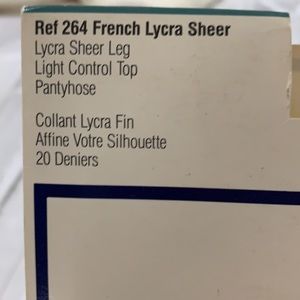 Ref 264 French Lycra Sheer
Lycra Sheer Leg
Light Control Top
Pantyhose
Collant Lycra Fin
Affine Votre Silhouette
20 Deniers